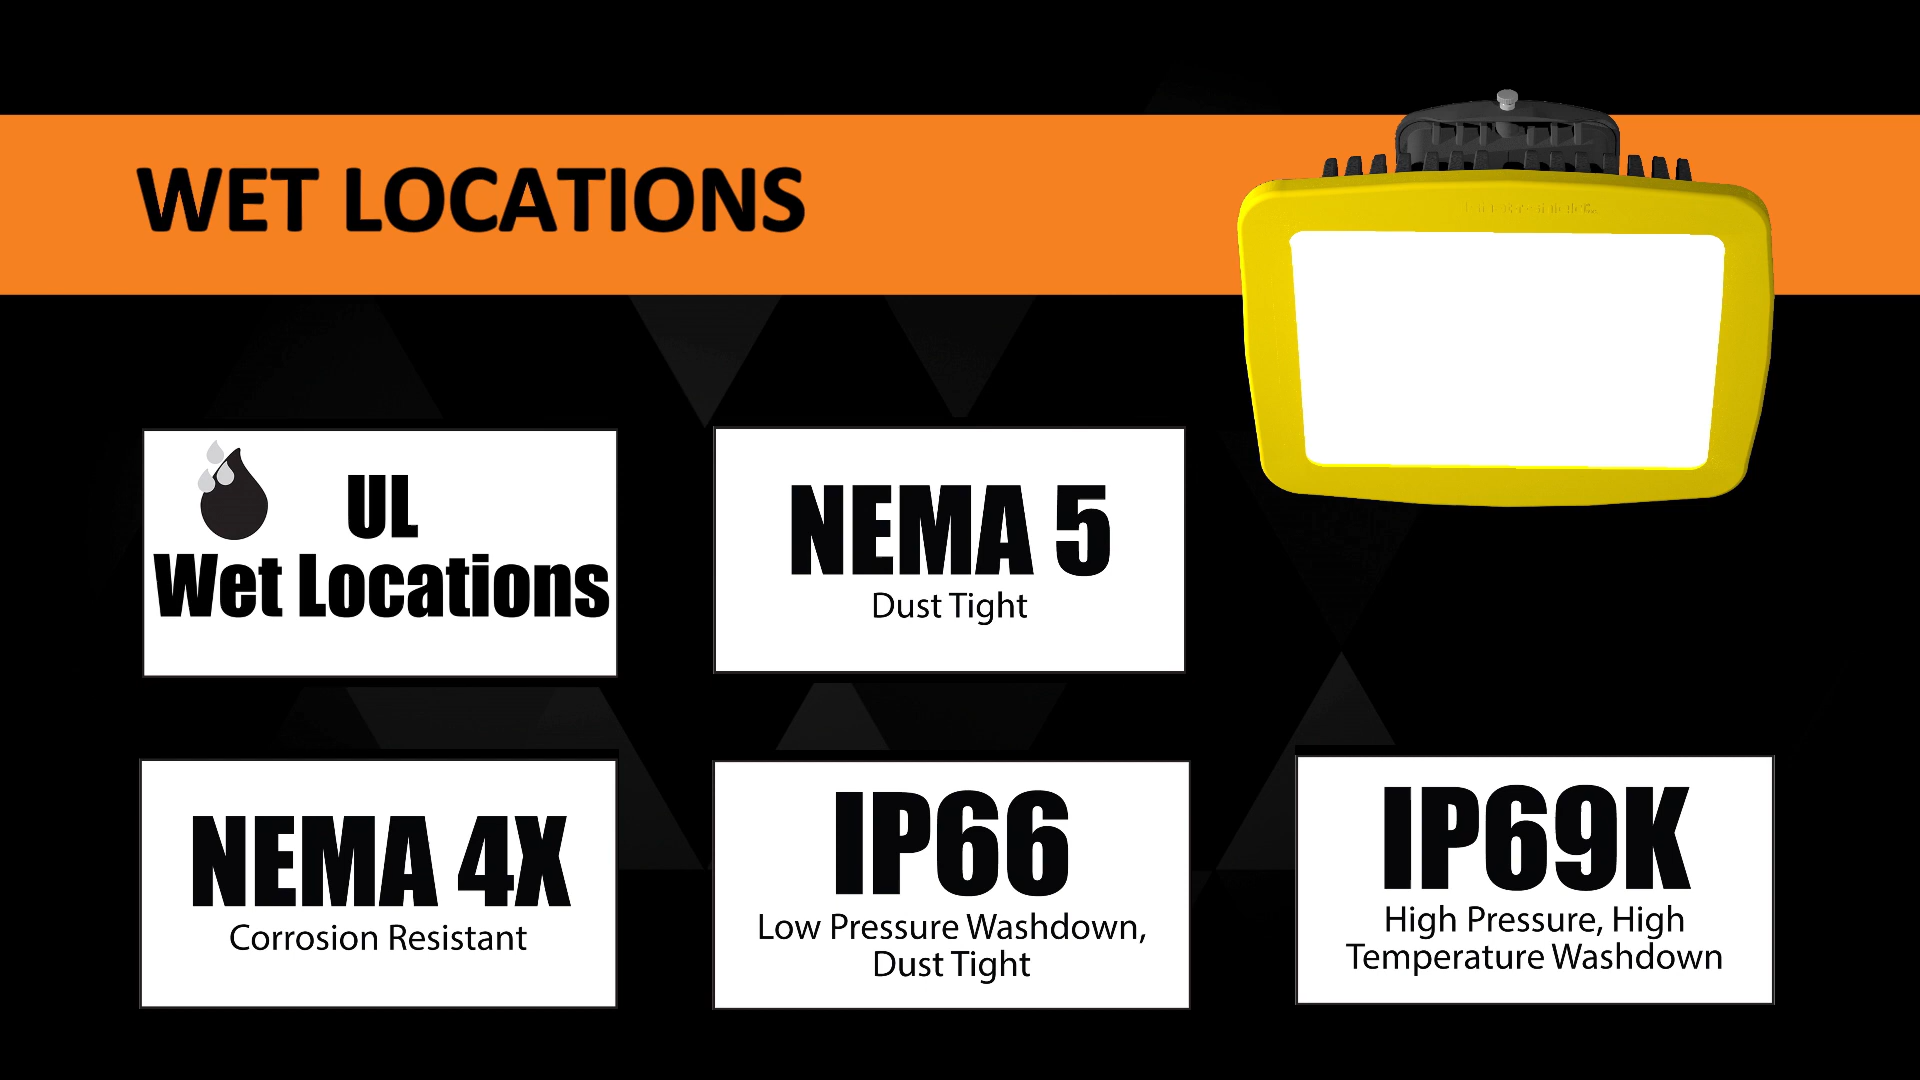 WET LOCATIONS
UL
Wet Locations
NEMA 5
Dust Tight
NEMA 4X
Corrosion Resistant
IP66
Low Pressure Washdown,
Dust Tight
IP69K
High Pressure, High
Temperature Washdown